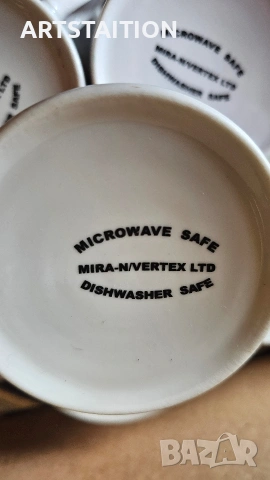 ARTSTAITION
MICROWAVE SAFE
MIRA-N/VERTEX LTD
DISHWASHER SAFE
MICROWAVE SAFE
MIRA-N/VERTEX LTD
DISHWASHER SAFE
bazar